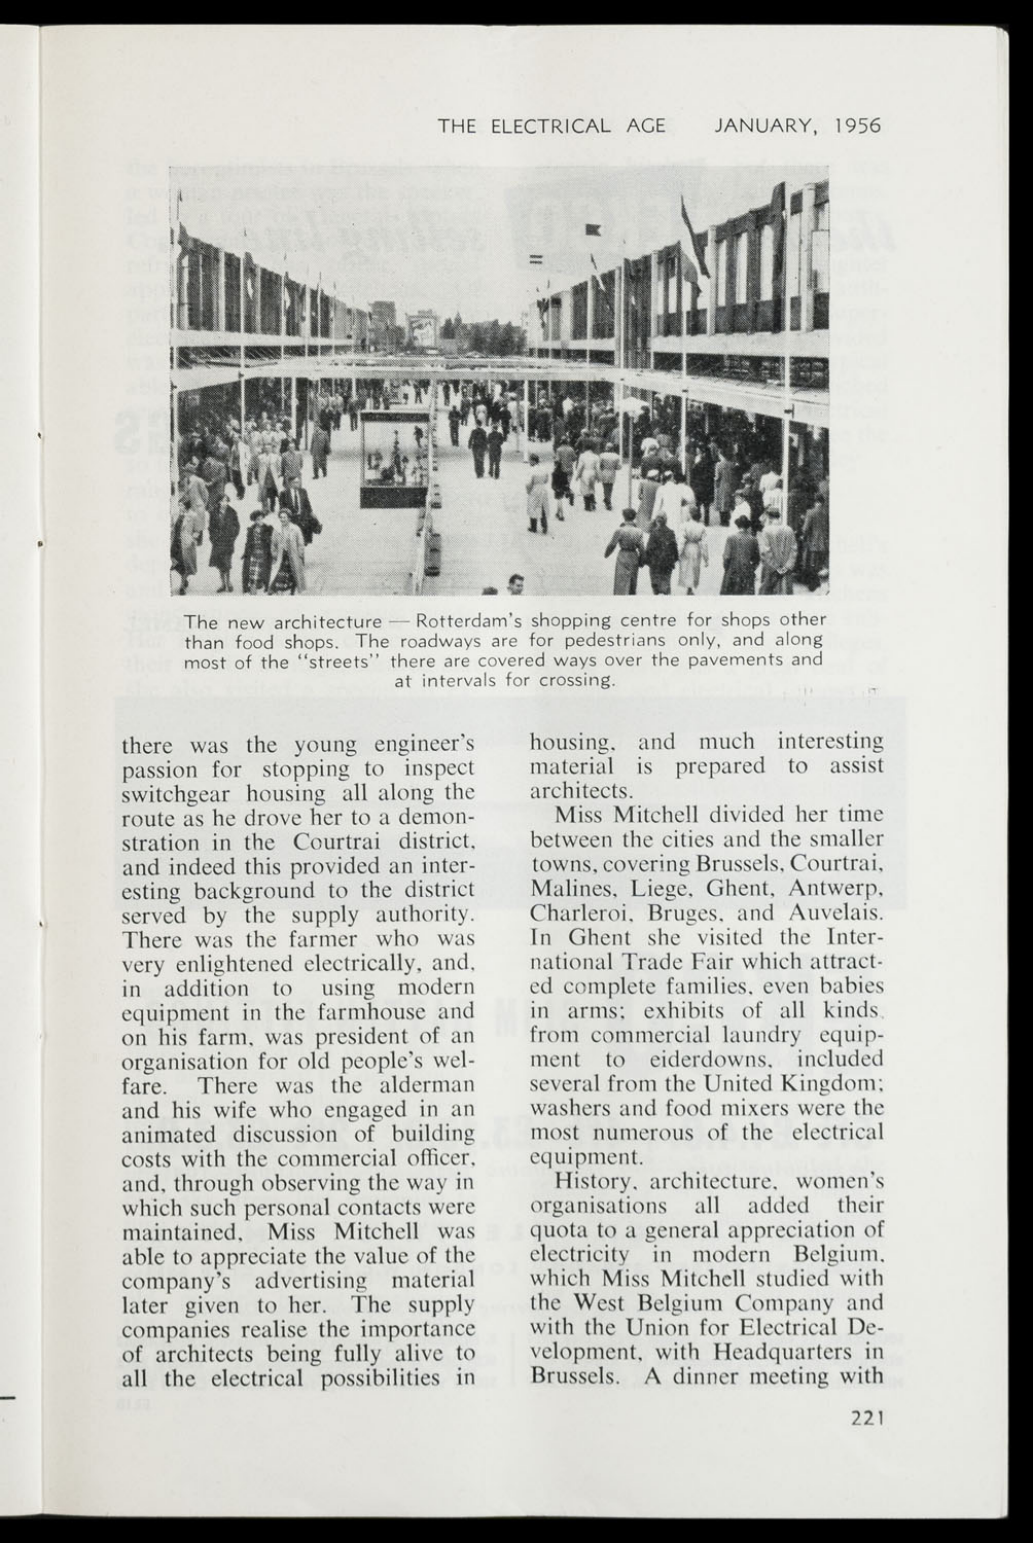 THE ELECTRICAL AGE JANUARY, 1956
The new architecture — Rotterdam's shopping centre for shops other
than food shops. The roadways are for pedestrians only, and along
most of the "streets" there are covered ways over the pavements and
at intervals for crossing.
there was the young engineer's
passion for stopping to inspect
switchgear housing all along the
route as he drove her to a demon-
stration in the Courtrai district,
and indeed this provided an inter-
esting background to the district
served by the supply authority.
There was the farmer who was
very enlightened electrically, and,
in addition to using modern
equipment in the farmhouse and
on his farm, was president of an
organisation for old people's wel-
fare. There was the alderman
and his wife who engaged in an
animated discussion of building
costs with the commercial officer,
and, through observing the way in
which such personal contacts were
maintained, Miss Mitchell was
able to appreciate the value of the
company's advertising material
later given to her. The supply
companies realise the importance
of architects being fully alive to
all the electrical possibilities in
housing, and much interesting
material is prepared to assist
architects.
Miss Mitchell divided her time
between the cities and the smaller
towns, covering Brussels, Courtrai,
Malines, Liege, Ghent, Antwerp,
Charleroi, Bruges, and Auvelais.
In Ghent she visited the Inter-
national Trade Fair which attract-
ed complete families, even babies
in arms; exhibits of all kinds,
from commercial laundry equip-
ment to eiderdowns, included
several from the United Kingdom;
washers and food mixers were the
most numerous of the electrical
equipment.
History, architecture, women's
organisations all added their
quota to a general appreciation of
electricity in modern Belgium,
which Miss Mitchell studied with
the West Belgium Company and
with the Union for Electrical De-
velopment, with Headquarters in
Brussels. A dinner meeting with
221